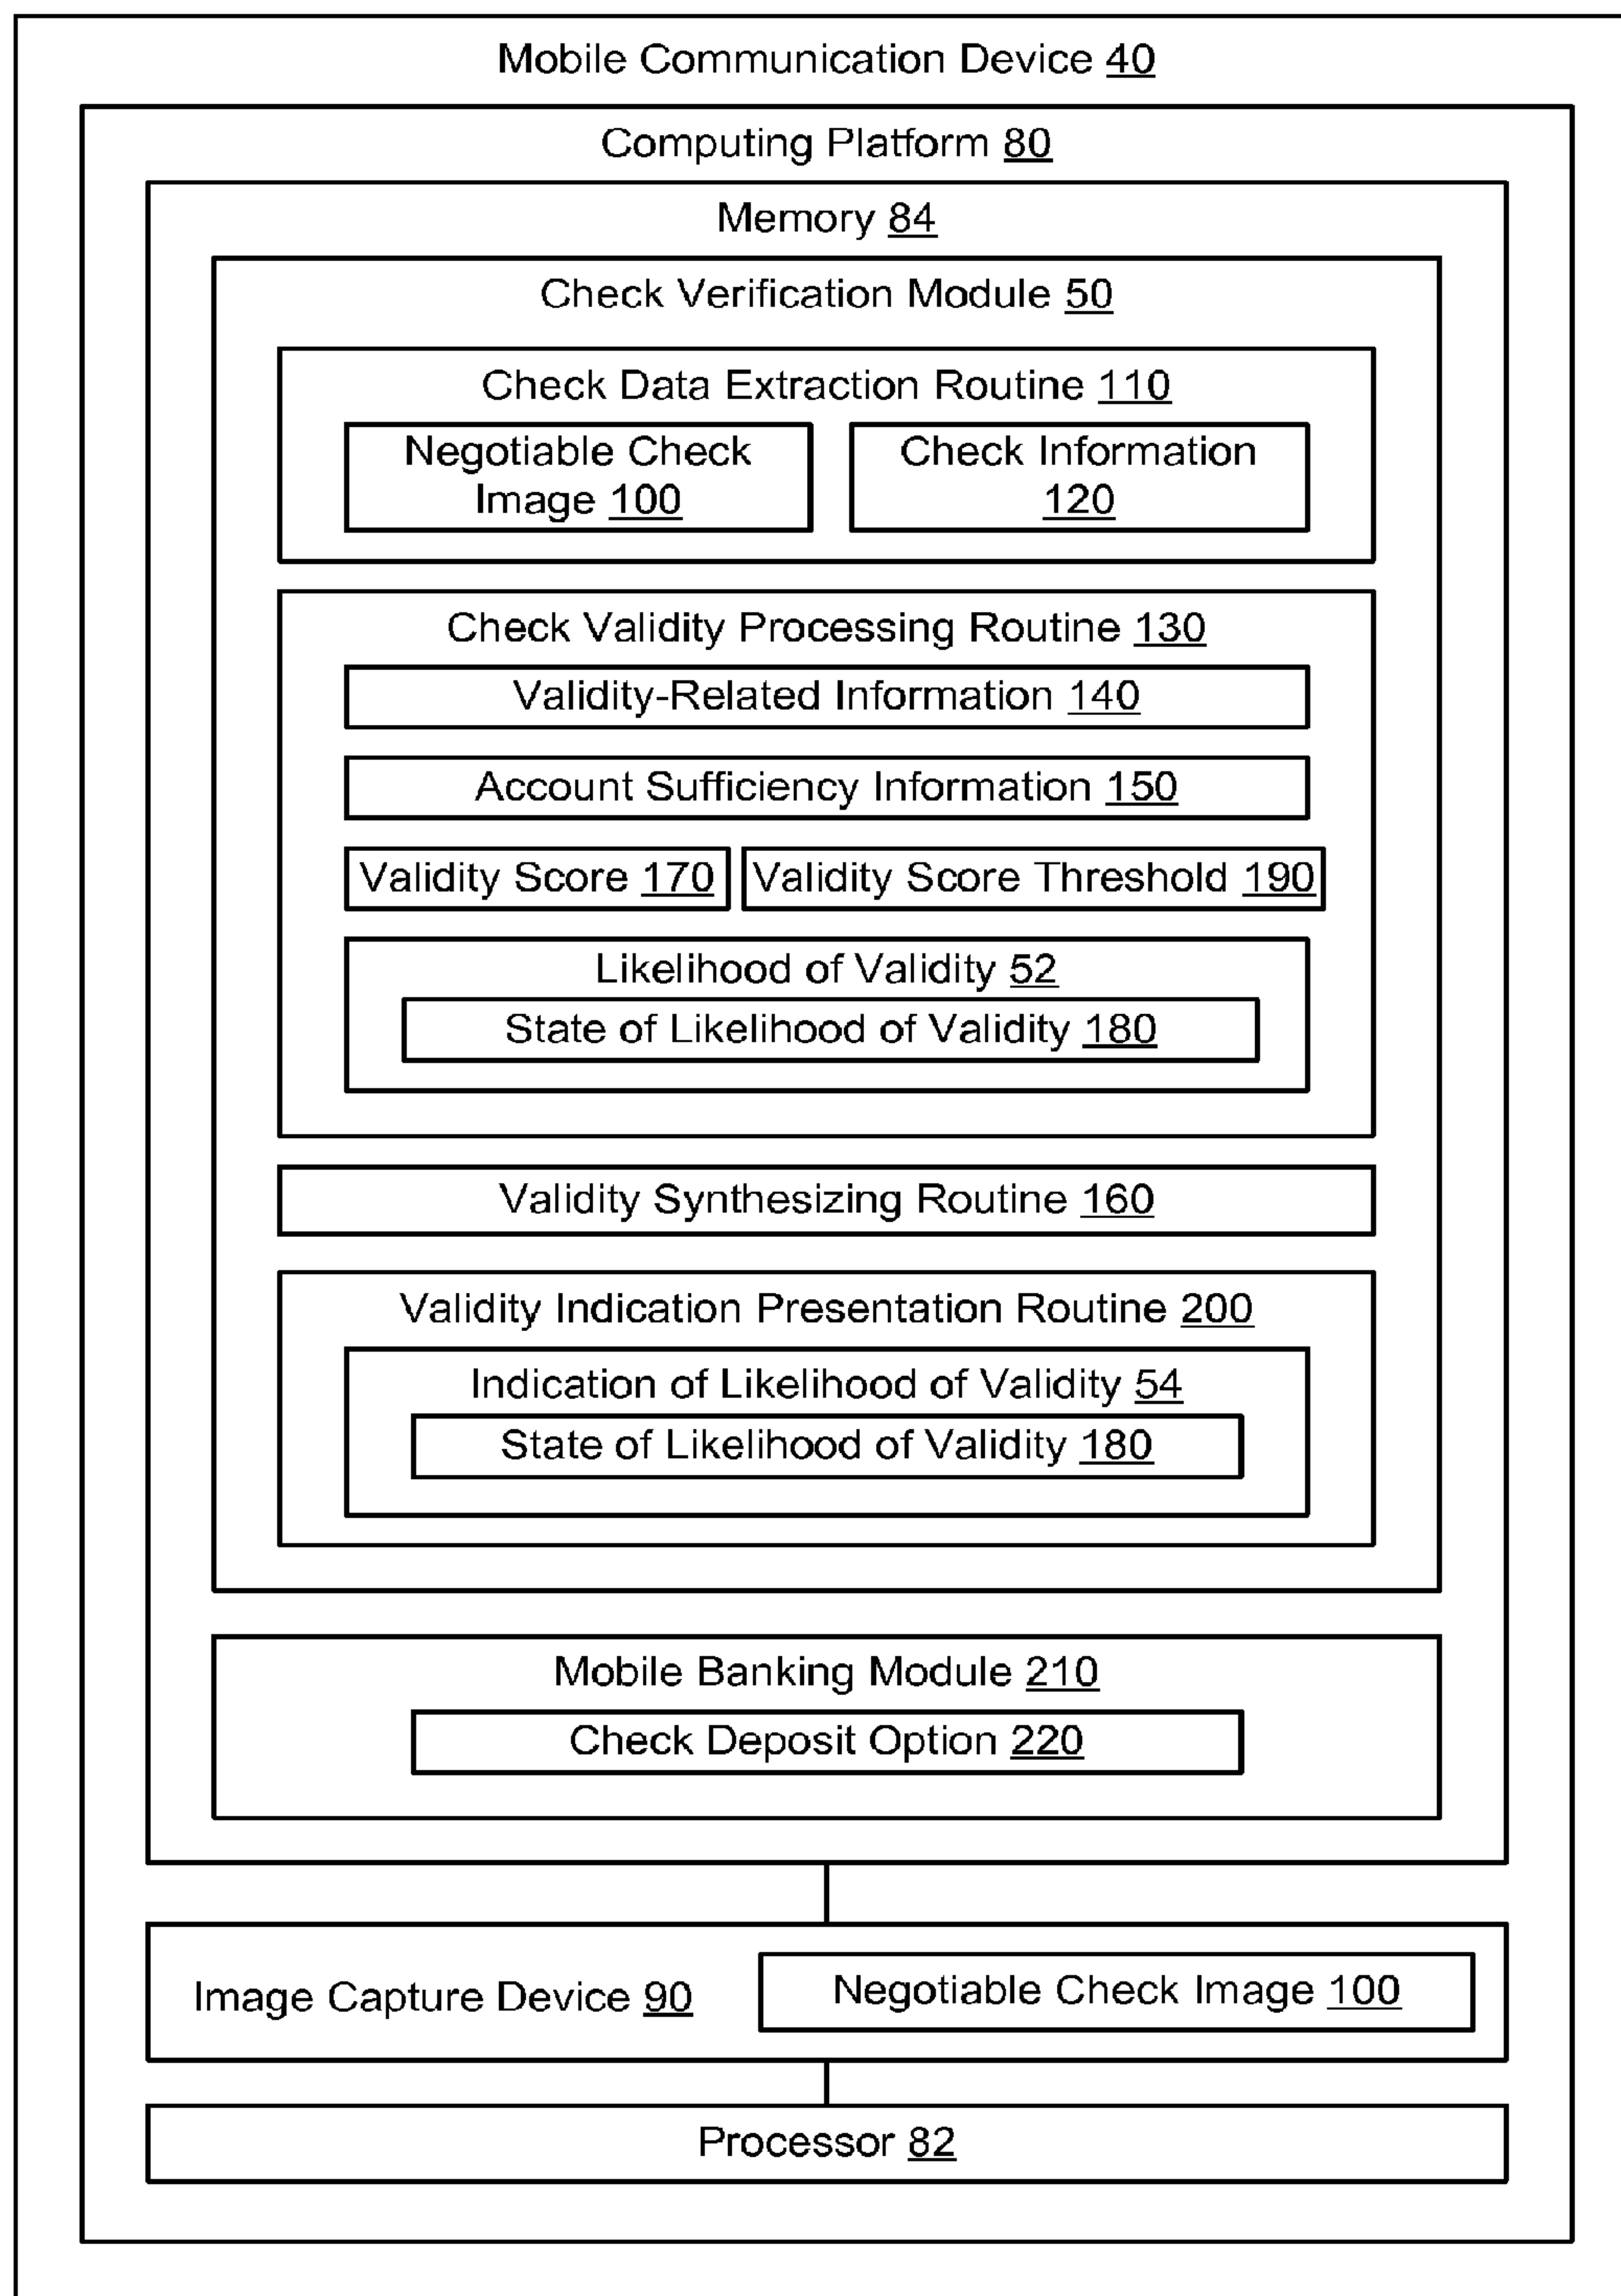 Mobile Communication Device 40
Computing Platform 80
Memory 84
Check Verification Module 50
Check Data Extraction Routine 110
Negotiable Check
Image 100
Check Information
120
Check Validity Processing Routine 130
Validity-Related Information 140
Account Sufficiency Information 150
Validity Score 170
Validity Score Threshold 190
Likelihood of Validity 52
State of Likelihood of Validity 180
Validity Synthesizing Routine 160
Validity Indication Presentation Routine 200
Indication of Likelihood of Validity 54
State of Likelihood of Validity 180
Mobile Banking Module 210
Check Deposit Option 220
Image Capture Device 90
Negotiable Check Image 100
Processor 82